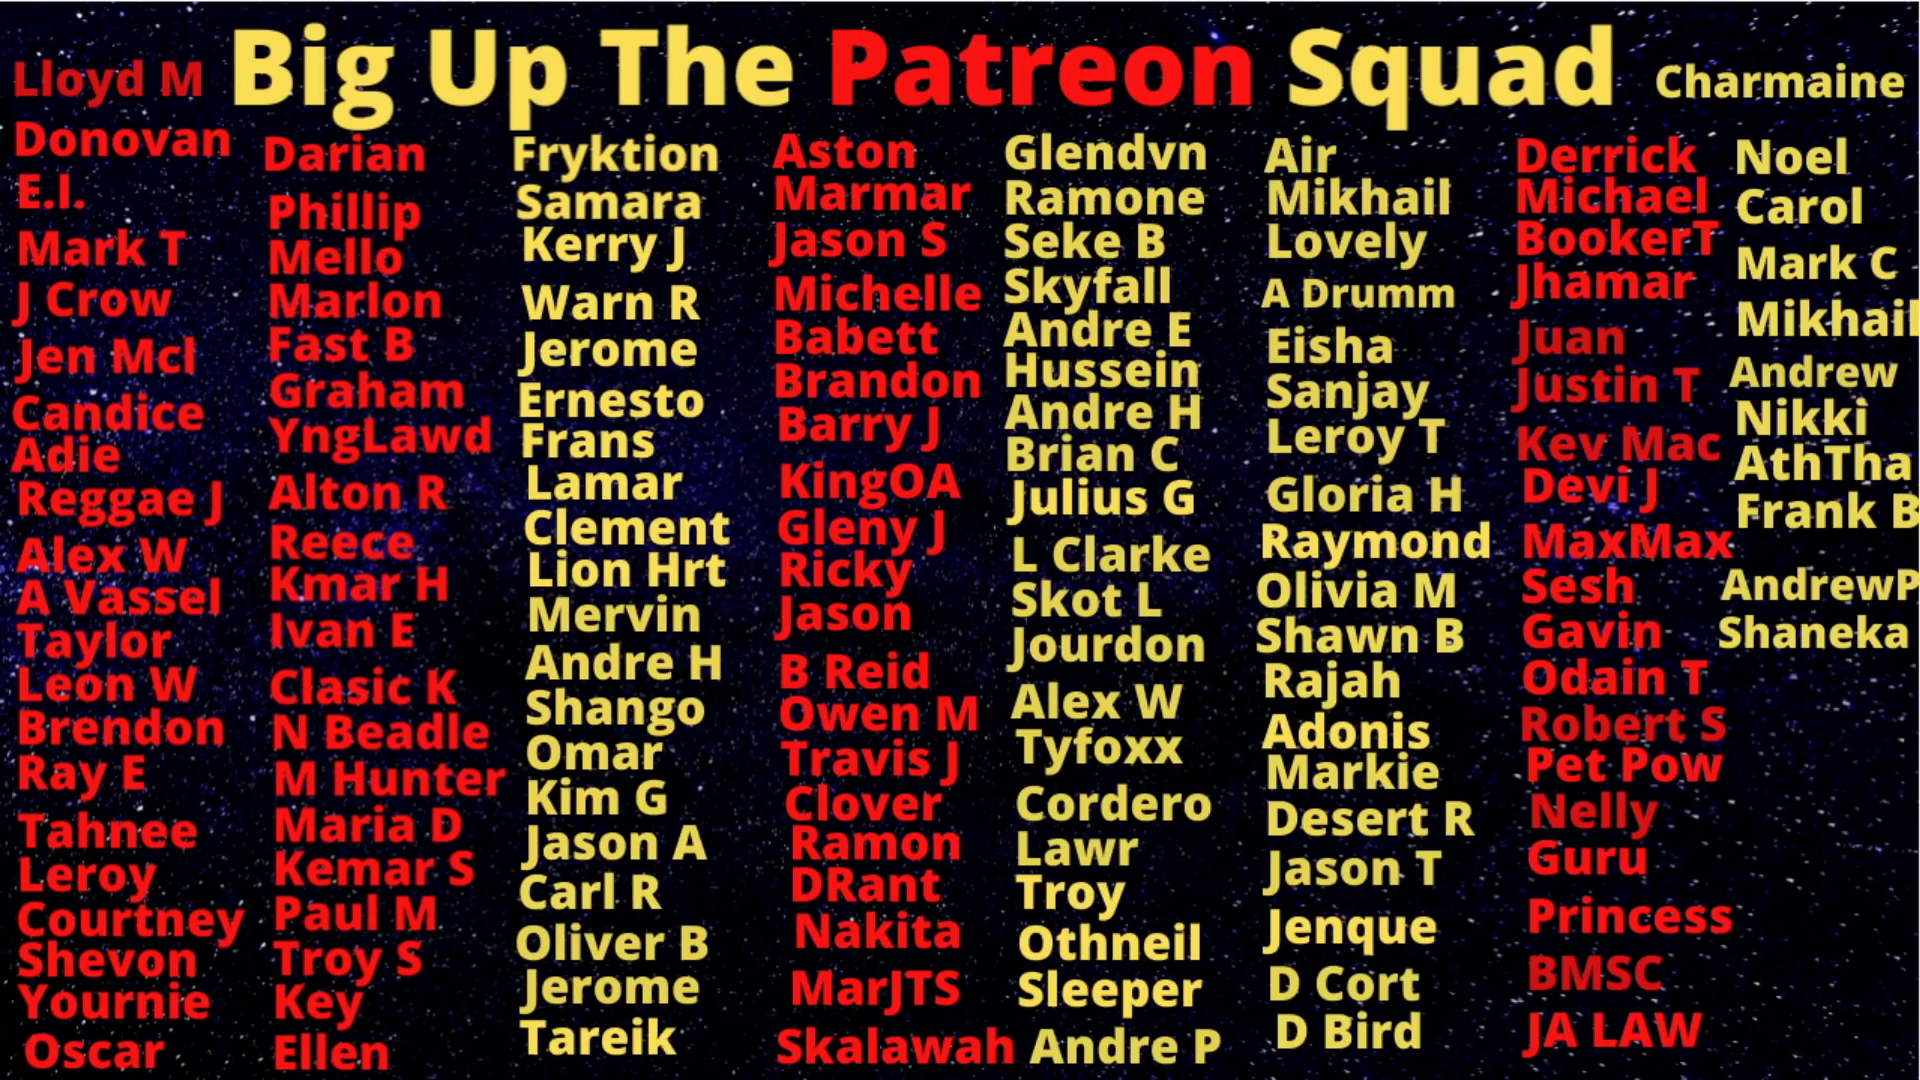 Big Up The Patreon Squad
Lloyd M
Donovan
E.I.
Mark T
J Crow
Jen Mcl
Candice
Adie
Reggae J
Alex W
A Vassel
Taylor
Leon W
Brendon
Ray E
Tahnee
Leroy
Courtney
Shevon
Yournie
Oscar
Darian
Phillip
Mello
Marlon
Fast B
Graham
YngLawd
Alton R
Reece
Kmar H
Ivan E
Clasic K
N Beadle
M Hunter
Maria D
Kemar S
Paul M
Troy S
Key
Ellen
Fryktion
Samara
Kerry J
Warn R
Jerome
Ernesto
Frans
Lamar
Clement
Lion Hrt
Mervin
Andre H
Shango
Omar
Kim G
Jason A
Carl R
Oliver B
Jerome
Tareik
Aston
Marmar
Jason S
Michelle
Babett
Brandon
Barry J
KingOA
Gleny J
Ricky
Jason
B Reid
Owen M
Travis J
Clover
Ramon
DRant
Nakita
MarJTS
Skalawah
Glendvn
Ramone
Seke B
Skyfall
Andre E
Hussein
Andre H
Brian C
Julius G
L Clarke
Skot L
Jourdon
Alex W
Tyfoxx
Cordero
Lawr
Troy
Othneil
Sleeper
Andre P
Air
Mikhail
Lovely
A Drumm
Eisha
Sanjay
Leroy T
Gloria H
Raymond
Olivia M
Shawn B
Rajah
Adonis
Markie
Desert R
Jason T
Jenque
D Cort
D Bird
Derrick
Michael
BookerT
Jhamar
Juan
Justin T
Kev Mac
Devi J
MaxMax
Sesh
Gavin
Odain T
Robert S
Pet Pow
Nelly
Guru
Princess
BMSC
JA LAW
Charmaine
Noel
Carol
Mark C
Mikhail
Andrew
Nikki
AthTha
Frank B
AndrewP
Shaneka